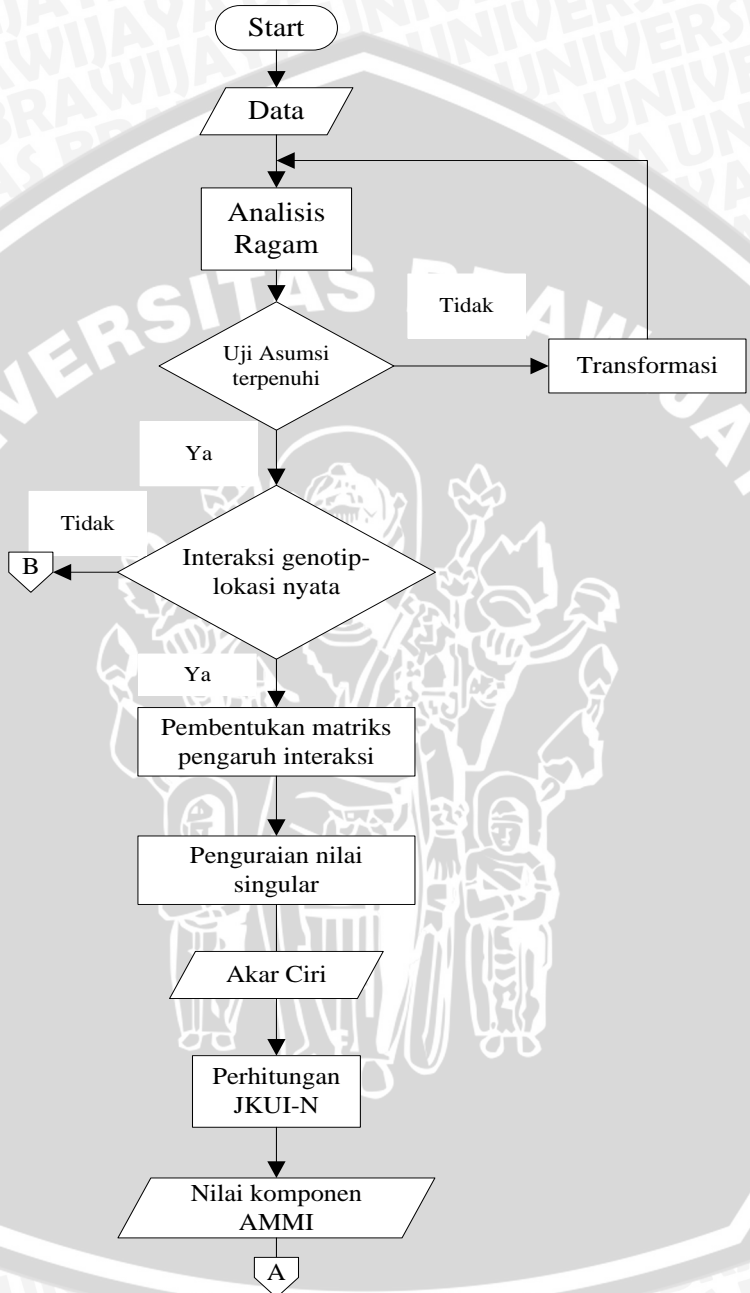 Start
Data
Analisis
Ragam
Uji Asumsi
terpenuhi
Tidak
Transformasi
Ya
Interaksi genotip-
lokasi nyata
Tidak
B
Ya
Pembentukan matriks
pengaruh interaksi
Penguraian nilai
singular
Akar Ciri
Perhitungan
JKUI-N
Nilai komponen
AMMI
A